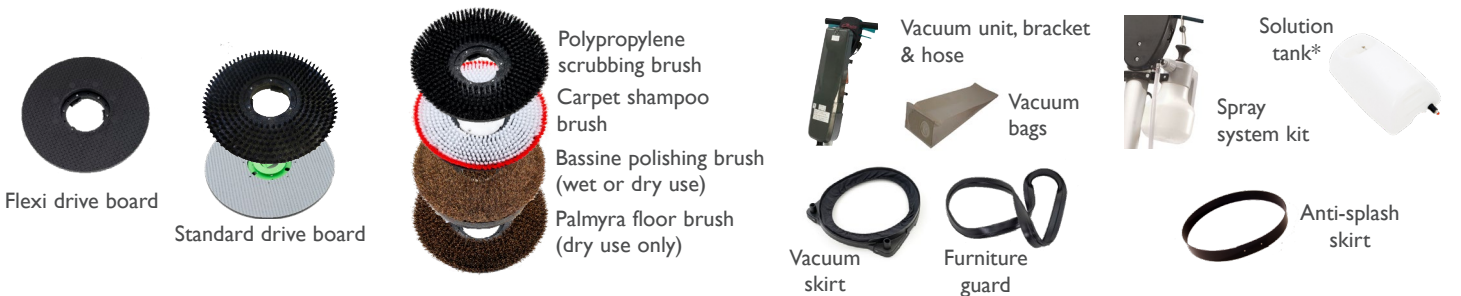 Flexi drive board
Standard drive board
Polypropylene
scrubbing brush
Carpet shampoo
brush
Bassine polishing brush
(wet or dry use)
Palmyra floor brush
(dry use only)
Vacuum unit, bracket
& hose
Vacuum
bags
Vacuum
skirt
Furniture
guard
Spray
system kit
Solution
tank*
Anti-splash
skirt